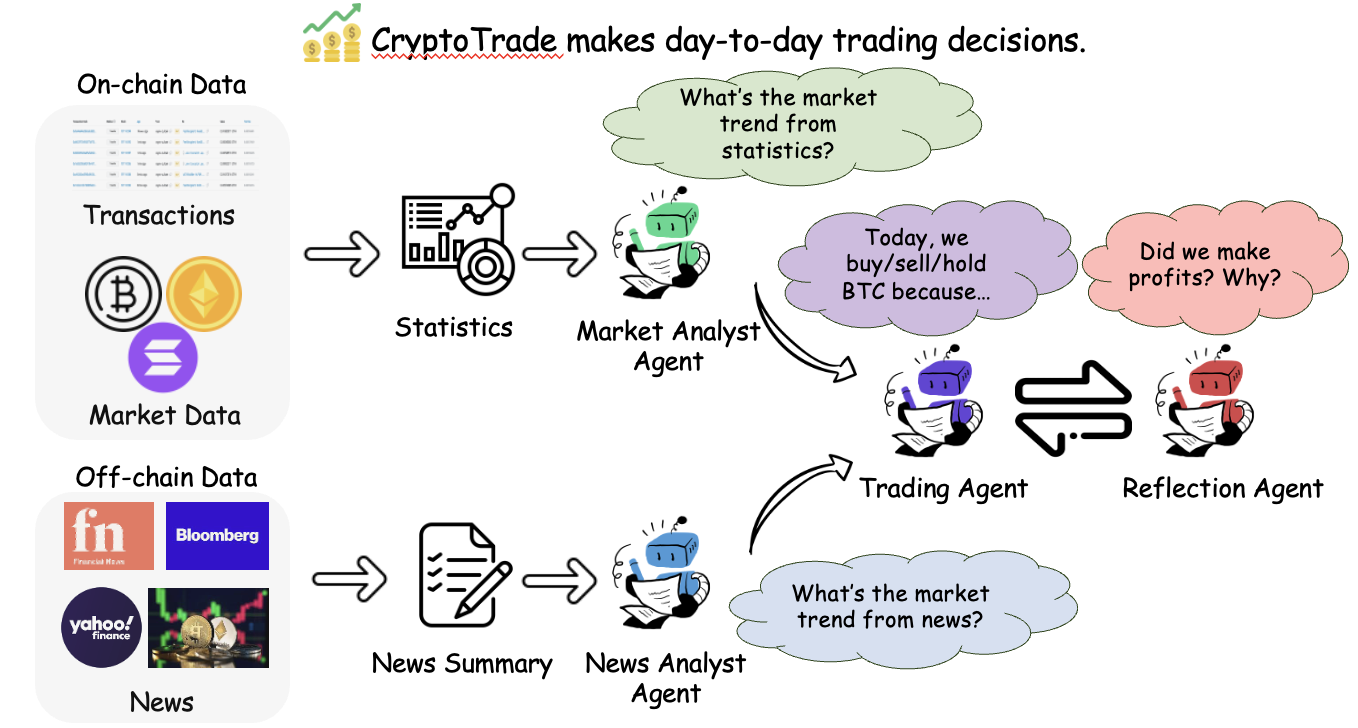 CryptoTrade makes day-to-day trading decisions.
On-chain Data
Transactions
Market Data
Statistics
What's the market
trend from
statistics?
Market Analyst
Agent
Today, we
buy/sell/hold
BTC because…
Did we make
profits? Why?
Trading Agent
Reflection Agent
Off-chain Data
fn
Financial News
Bloomberg
yahoo!
finance
News
News Summary
News Analyst
Agent
What's the market
trend from news?